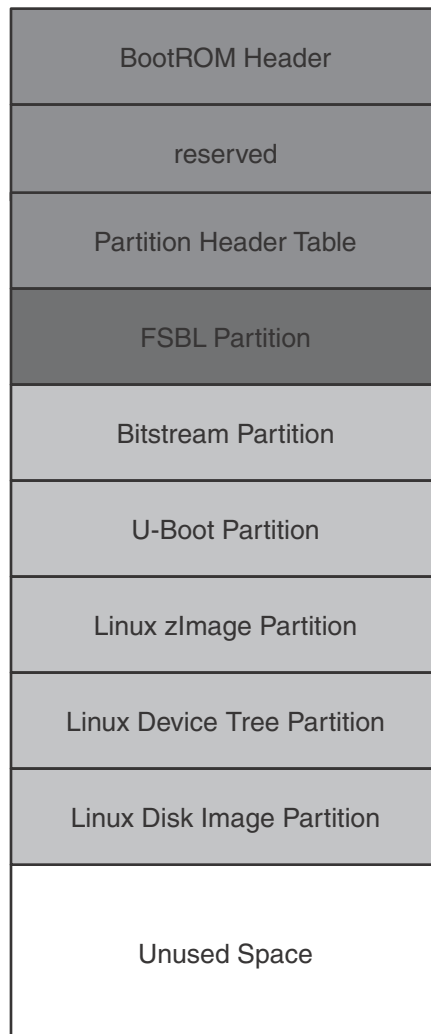 BootROM Header
reserved
Partition Header Table
FSBL Partition
Bitstream Partition
U-Boot Partition
Linux zImage Partition
Linux Device Tree Partition
Linux Disk Image Partition
Unused Space